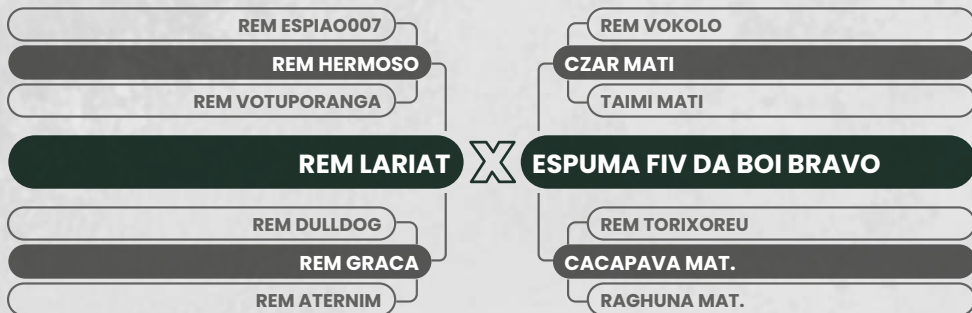 REM ESPIAO007
REM HERMOSO
REM VOTUPORANGA
REM LARIAT
REM DULLDOG
REM GRACA
REM ATERNIM
X
REM VOKOLO
CZAR MATI
TAIMI MATI
ESPUMA FIV DA BOI BRAVO
REM TORIXOREU
CACAPAVA MAT.
RAGHUNA MAT.